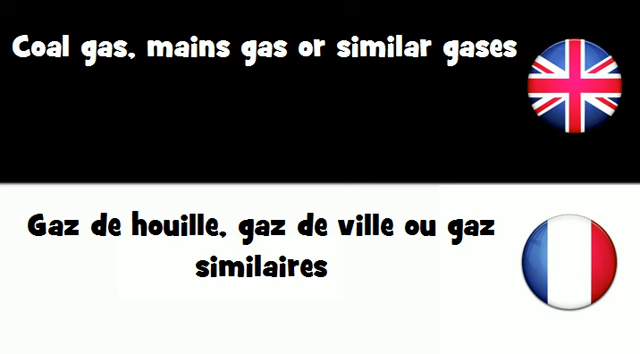 Coal gas, mains gas or similar gases
Gaz de houille, gaz de ville ou gaz
similaires